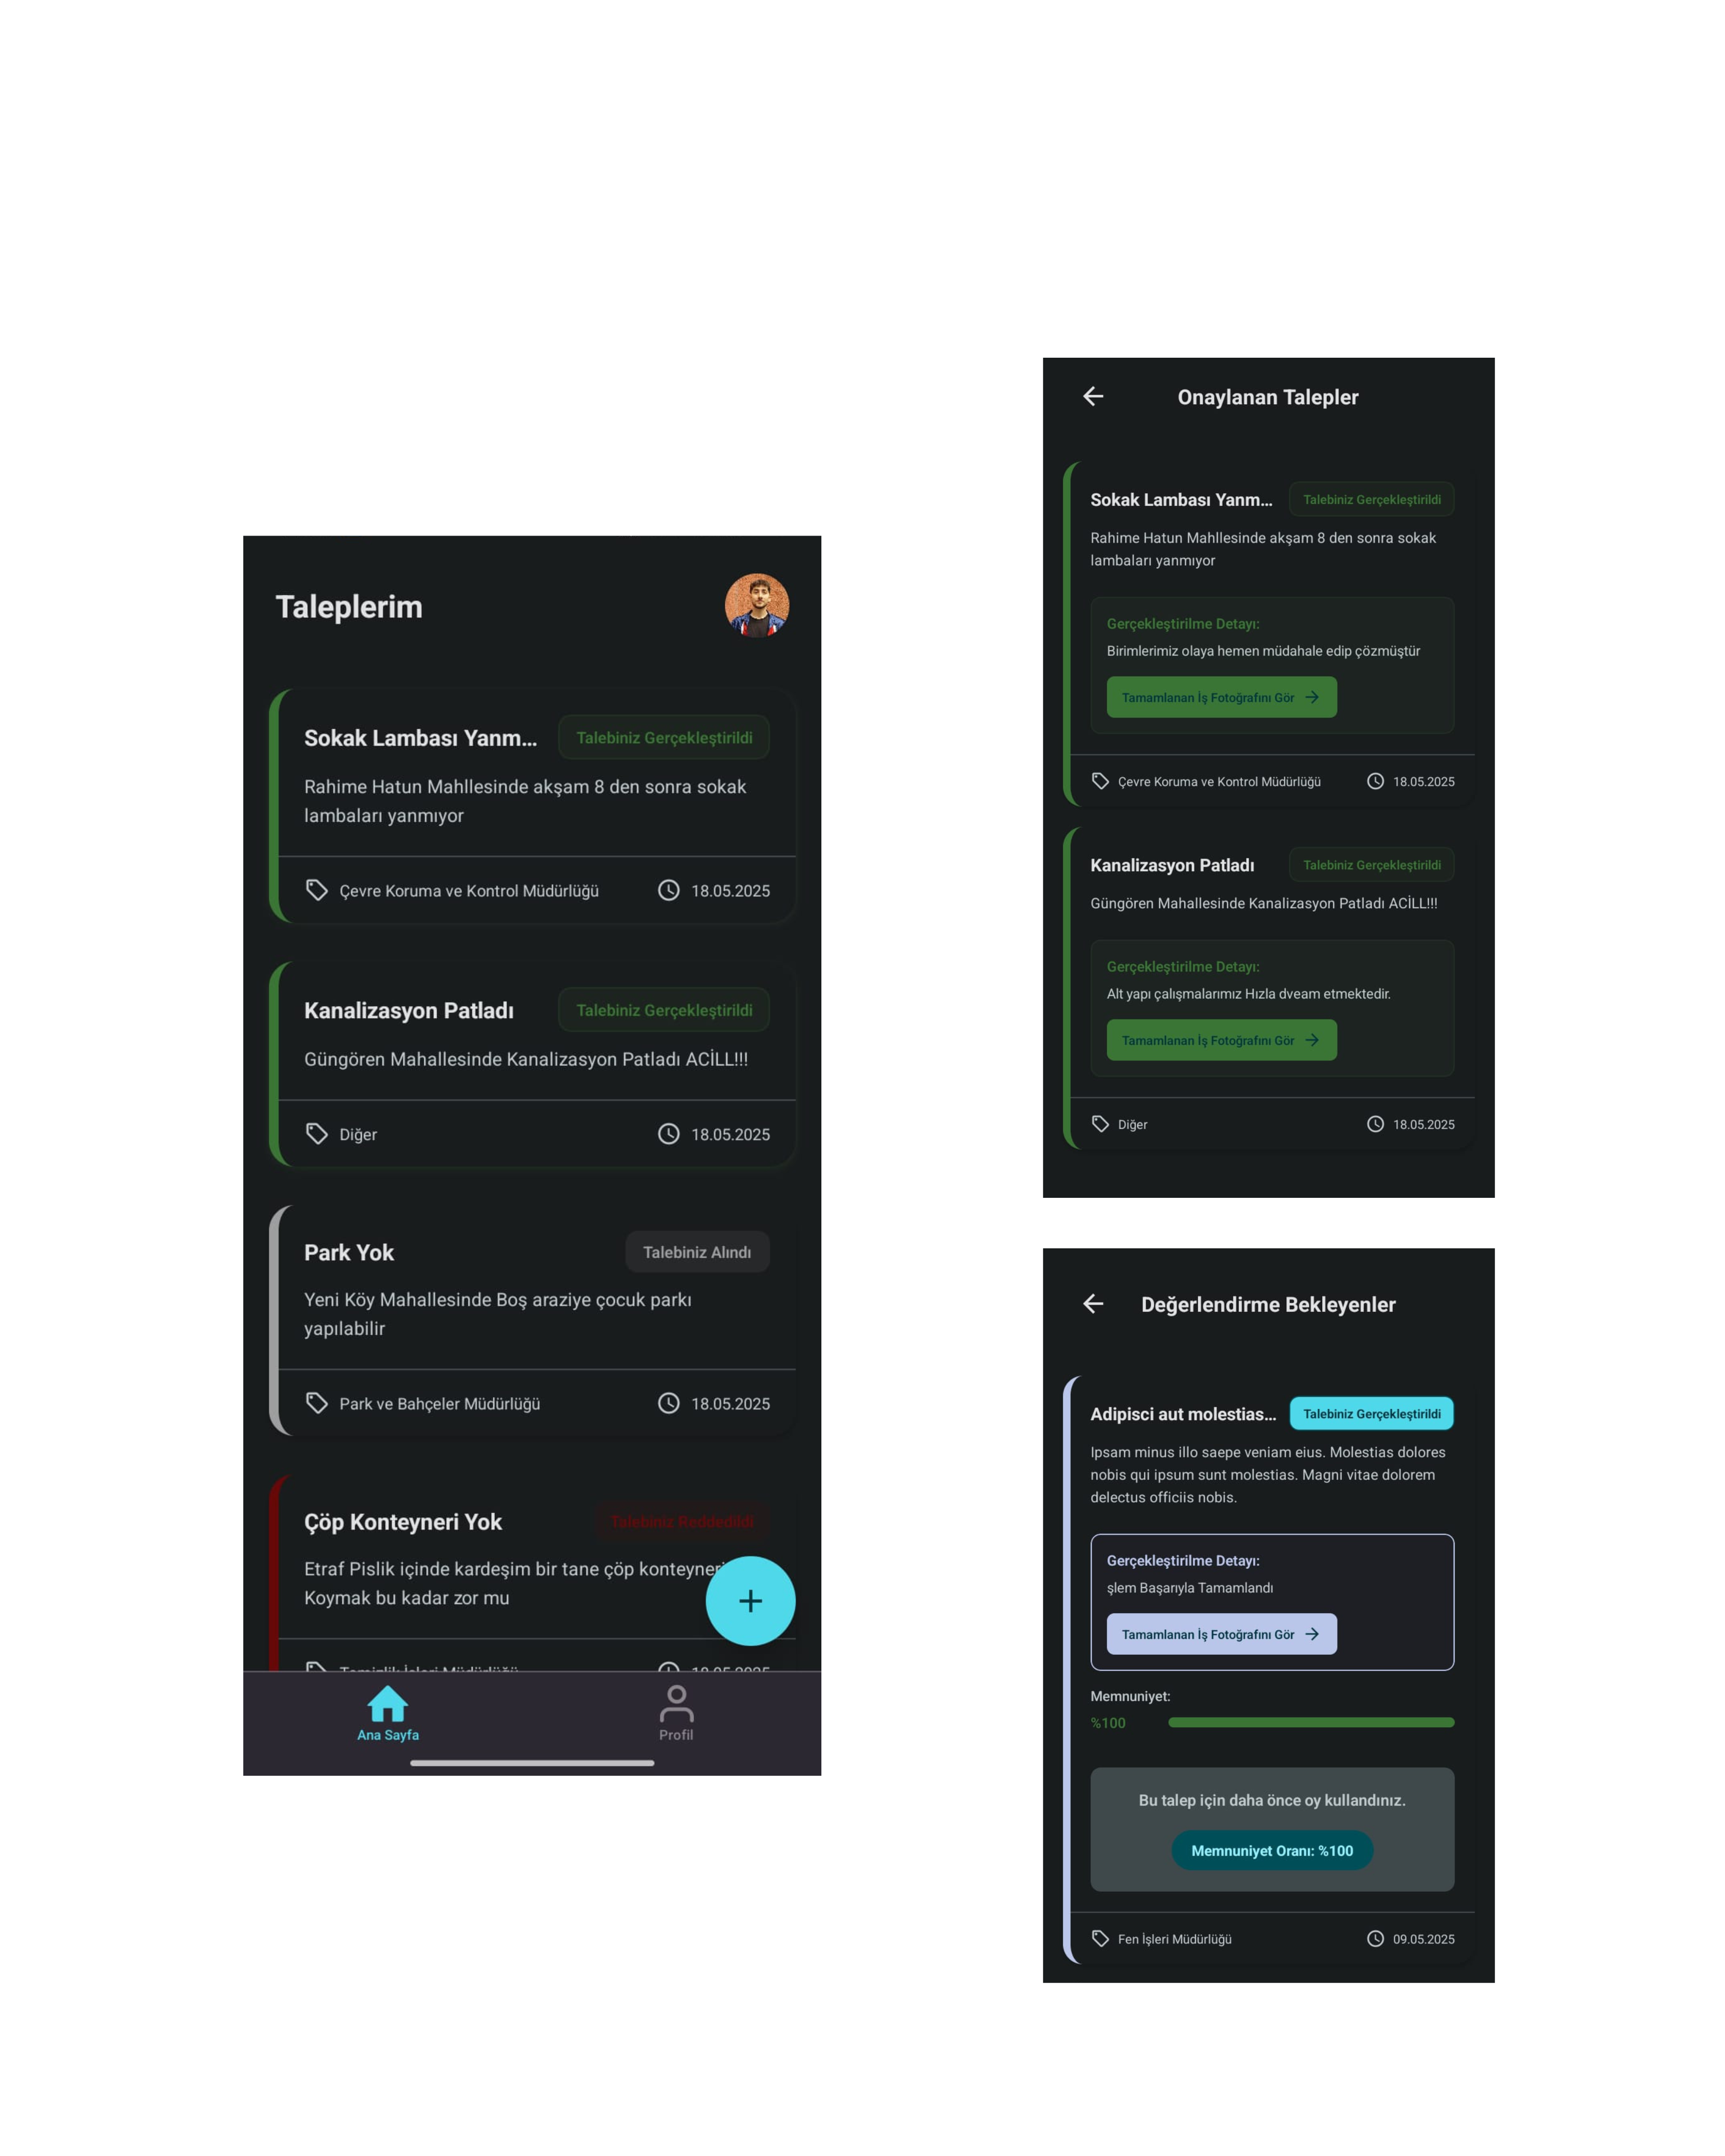 Taleplerim
Sokak Lambası Yanm...
Talebiniz Gerçekleştirildi
Rahime Hatun Mahllesinde akşam 8 den sonra sokak
lambaları yanmıyor
Çevre Koruma ve Kontrol Müdürlüğü
18.05.2025
Kanalizasyon Patladı
Talebiniz Gerçekleştirildi
Güngören Mahallesinde Kanalizasyon Patladı ACİLL!!!
Diğer
18.05.2025
Park Yok
Talebiniz Alındı
Yeni Köy Mahallesinde Boş araziye çocuk parkı
yapılabilir
Park ve Bahçeler Müdürlüğü
18.05.2025
Çöp Konteyneri Yok
Talebiniz Reddedildi
Etraf Pislik içinde kardeşim bir tane çöp konteyneri
Koymak bu kadar zor mu
Temizlik İşleri Müdürlüğü
18.05.2025
Ana Sayfa
Profil
Onaylanan Talepler
Sokak Lambası Yanm...
Talebiniz Gerçekleştirildi
Rahime Hatun Mahllesinde akşam 8 den sonra sokak
lambaları yanmıyor
Gerçekleştirilme Detayı:
Birimlerimiz olaya hemen müdahale edip çözmüştür
Tamamlanan İş Fotoğrafını Gör
Çevre Koruma ve Kontrol Müdürlüğü
18.05.2025
Kanalizasyon Patladı
Talebiniz Gerçekleştirildi
Güngören Mahallesinde Kanalizasyon Patladı ACİLL!!!
Gerçekleştirilme Detayı:
Alt yapı çalışmalarımız Hızla dveam etmektedir.
Tamamlanan İş Fotoğrafını Gör
Diğer
18.05.2025
Değerlendirme Bekleyenler
Adipisci aut molestias...
Talebiniz Gerçekleştirildi
Ipsam minus illo saepe veniam eius. Molestias dolores
nobis qui ipsum sunt molestias. Magni vitae dolorem
delectus officiis nobis.
Gerçekleştirilme Detayı:
şlem Başarıyla Tamamlandı
Tamamlanan İş Fotoğrafını Gör
Memnuniyet:
%100
Bu talep için daha önce oy kullandınız.
Memnuniyet Oranı: %100
Fen İşleri Müdürlüğü
09.05.2025